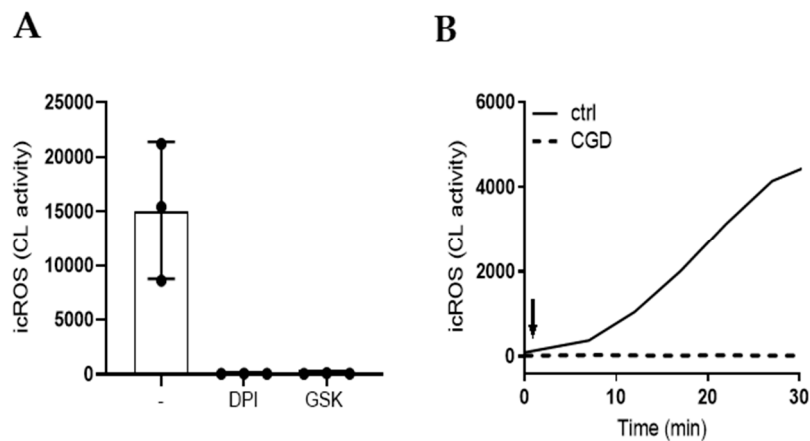 A
icROS (CL activity)
25000
20000
15000
10000
5000
0
-
DPI
GSK
B
icROS (CL activity)
6000
4000
2000
0
ctrl
CGD
0
10
20
30
Time (min)